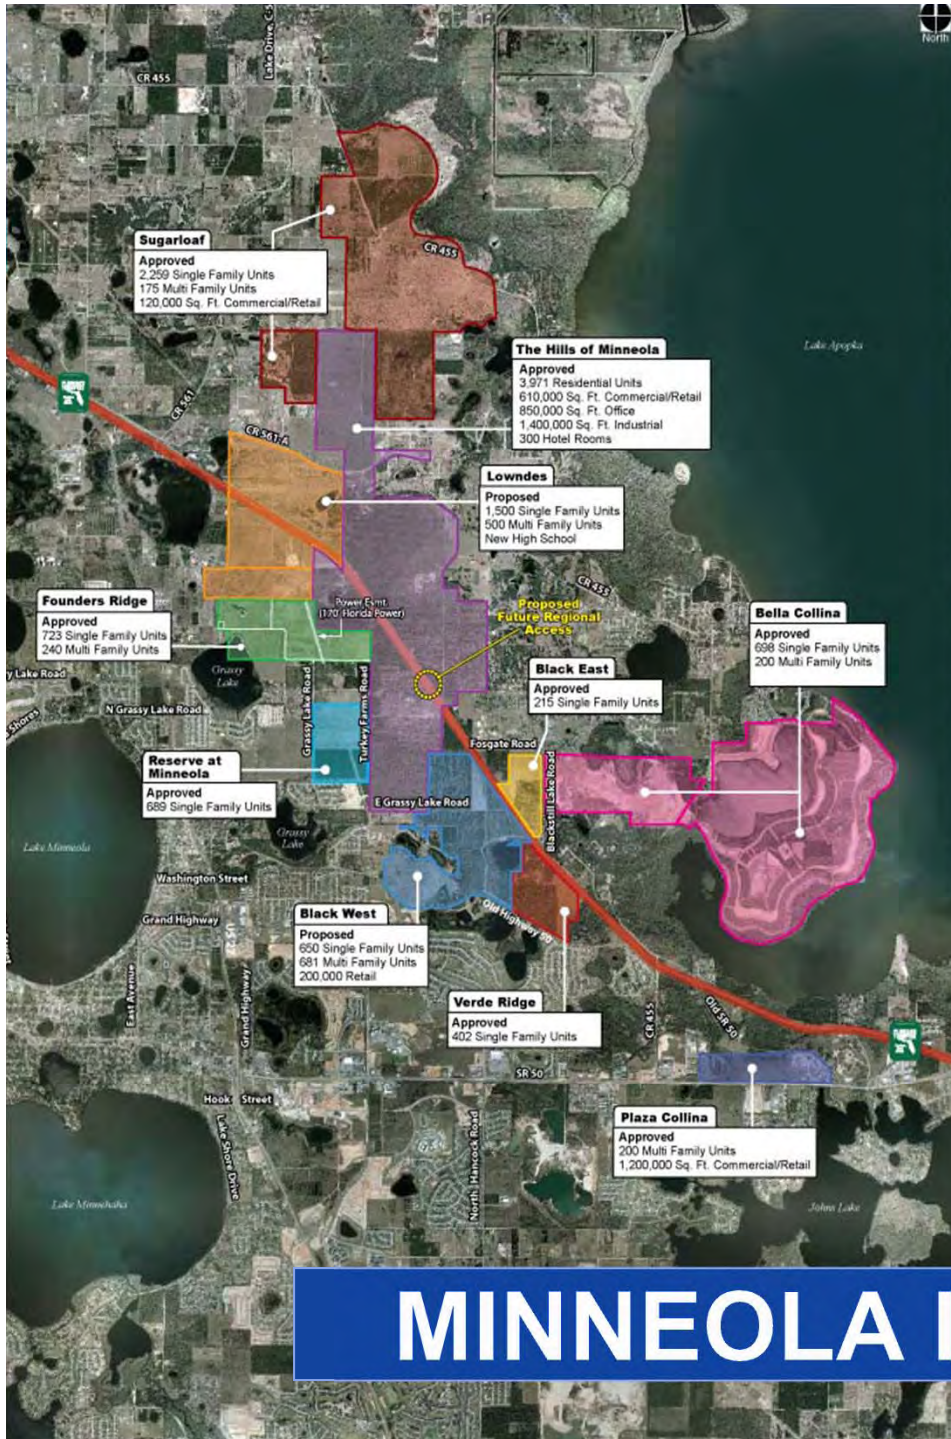 North
CR 455
Lake Drive, C-5
Sugarloaf
Approved
2,259 Single Family Units
175 Multi Family Units
120,000 Sq. Ft. Commercial/Retail
CR 455
Lake Apopka
The Hills of Minneola
Approved
3,971 Residential Units
610,000 Sq. Ft. Commercial/Retail
850,000 Sq. Ft. Office
1,400,000 Sq. Ft. Industrial
300 Hotel Rooms
CR 561
CR 561-A
Lowndes
Proposed
1,500 Single Family Units
500 Multi Family Units
New High School
CR 455
Founders Ridge
Approved
723 Single Family Units
240 Multi Family Units
Power Esmt.
(170' Florida Power)
Proposed
Future Regional
Access
Bella Collina
Approved
698 Single Family Units
200 Multi Family Units
Black East
Approved
215 Single Family Units
y Lake Road
Grassy
Lake
N Grassy Lake Road
Shores
Grassy Lake Road
Turkey Farms Road
Fosgate Road
Reserve at
Minneola
Approved
689 Single Family Units
E Grassy Lake Road
Blackstill Lake Road
Lake Minneola
Grassy
Lake
Washington Street
Grand Highway
Black West
Proposed
650 Single Family Units
681 Multi Family Units
200,000 Retail
Old Highway 50
East Avenue
Grand Highway
Verde Ridge
Approved
402 Single Family Units
CR 455
Old SR 50
SR 50
Hook Street
Lake Shore Drive
North Hancock Road
Plaza Collina
Approved
200 Multi Family Units
1,200,000 Sq. Ft. Commercial/Retail
Lake Minnehaha
Johns Lake
MINNEOLA